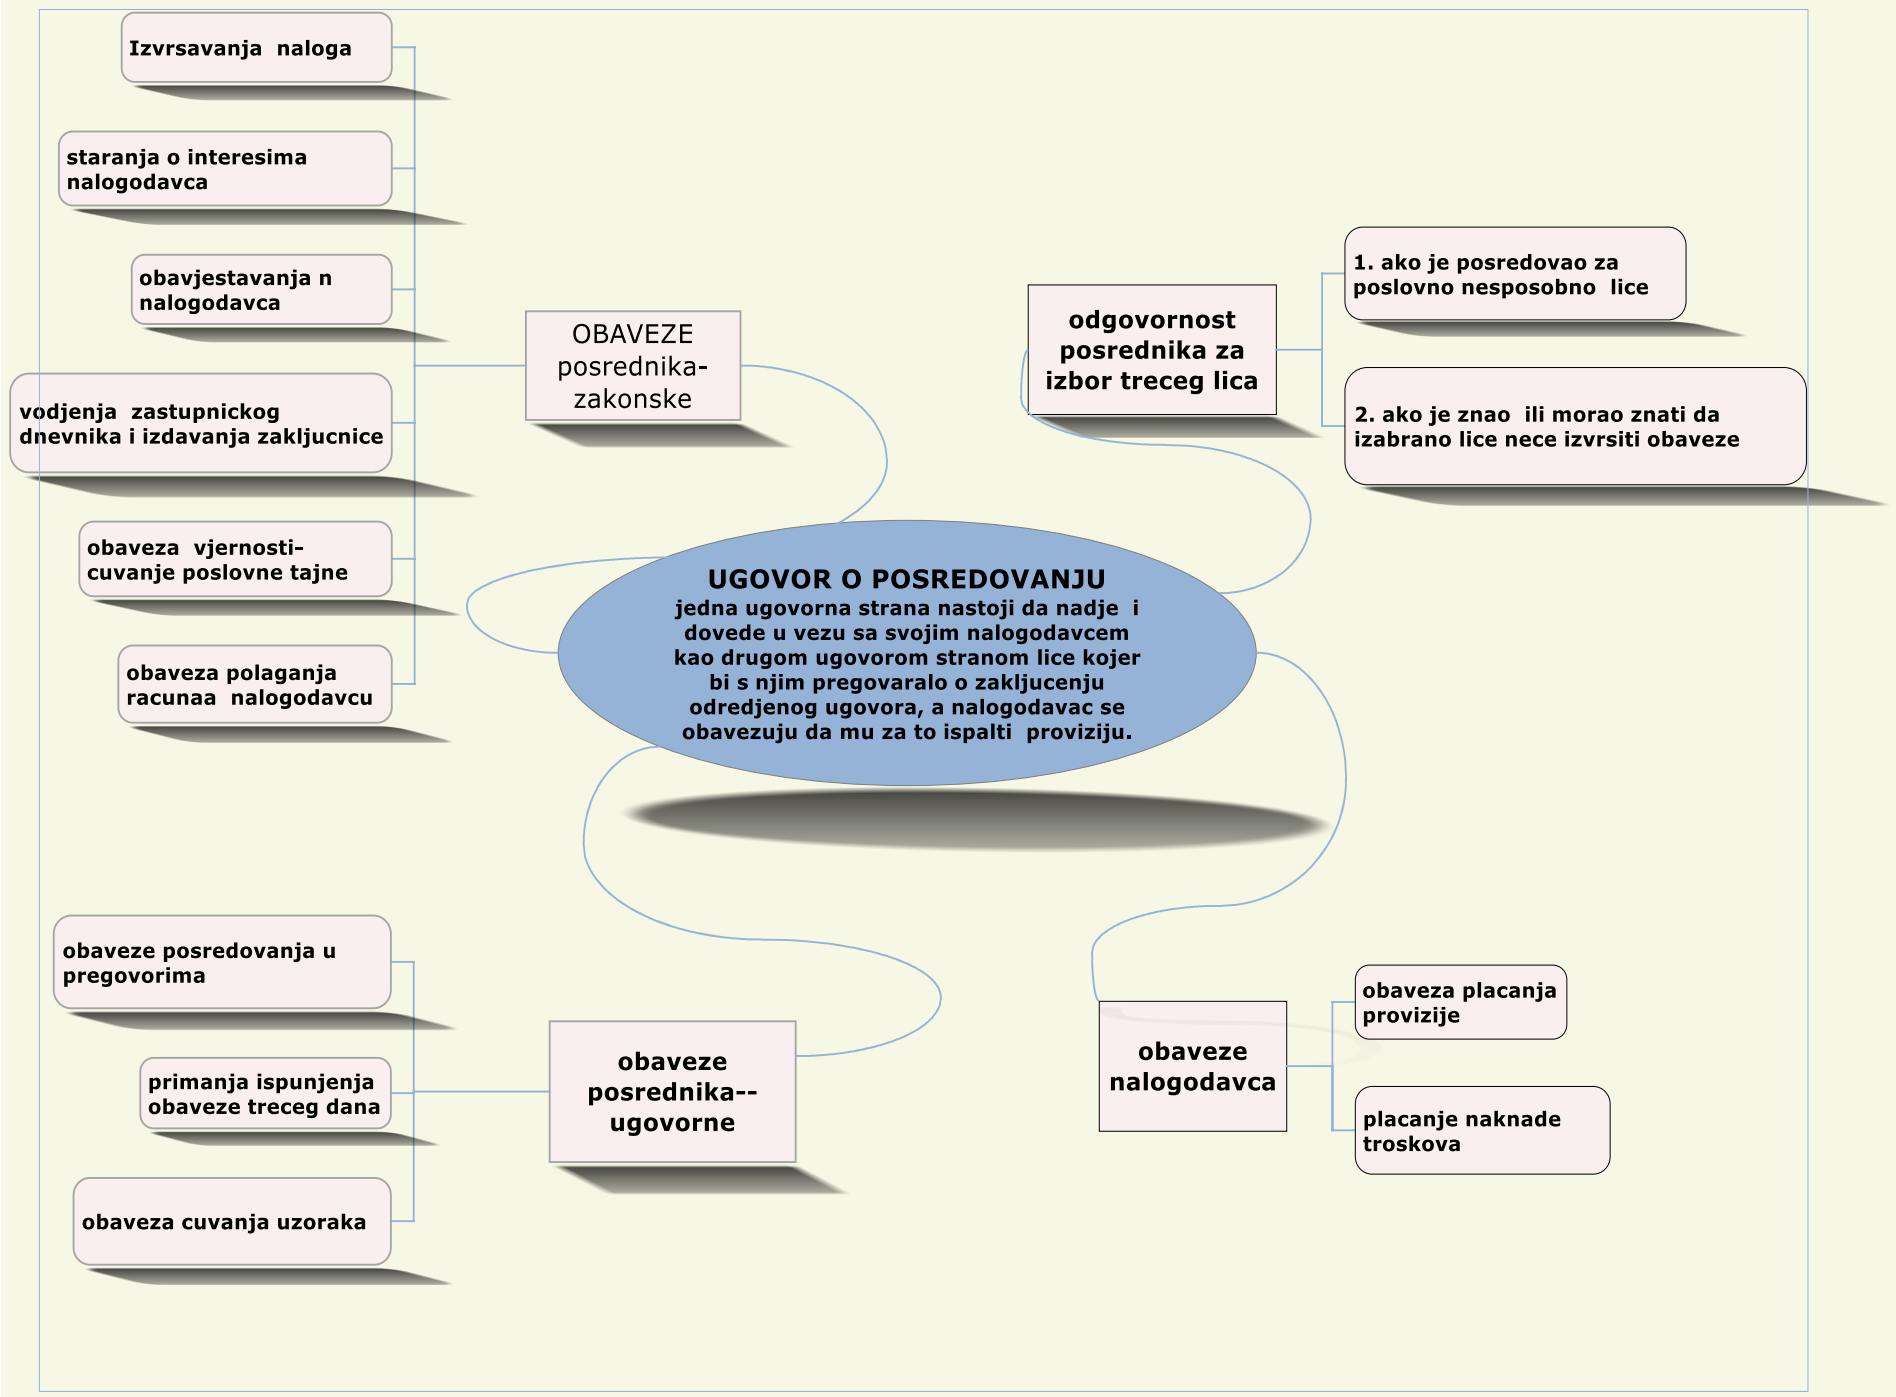 Izvrsavanja  naloga
staranja o interesima
nalogodavca
obavjestavanja n
nalogodavca
vodjenja  zastupnickog
dnevnika i izdavanja zakljucnice
obaveza  vjernosti-
cuvanje poslovne tajne
obaveza polaganja
racunaa  nalogodavcu
OBAVEZE
posrednika-
zakonske
odgovornost
posrednika za
izbor treceg lica
1. ako je posredovao za
poslovno nesposobno  lice
2. ako je znao  ili morao znati da
izabrano lice nece izvrsiti obaveze
UGOVOR O POSREDOVANJU
jedna ugovorna strana nastoji da nadje  i
dovede u vezu sa svojim nalogodavcem
kao drugom ugovorom stranom lice kojer
bi s njim pregovaralo o zakljucenju
odredjenog ugovora, a nalogodavac se
obavezuju da mu za to ispalti  proviziju.
obaveze posredovanja u
pregovorima
primanja ispunjenja
obaveze treceg dana
obaveza cuvanja uzoraka
obaveze
posrednika--
ugovorne
obaveze
nalogodavca
obaveza placanja
provizije
placanje naknade
troskova